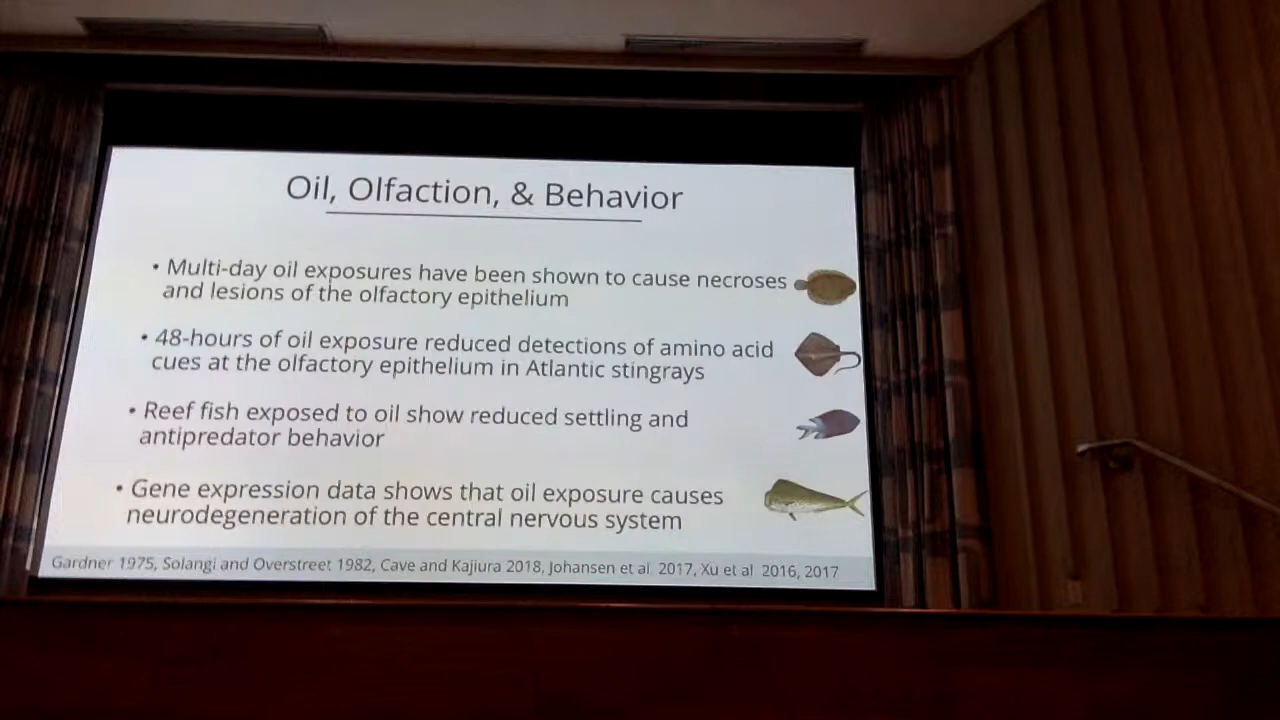 Oil, Olfaction, & Behavior
• Multi-day oil exposures have been shown to cause necroses
and lesions of the olfactory epithelium
• 48-hours of oil exposure reduced detections of amino acid
cues at the olfactory epithelium in Atlantic stingrays
• Reef fish exposed to oil show reduced settling and
antipredator behavior
• Gene expression data shows that oil exposure causes
neurodegeneration of the central nervous system
Gardner 1975, Solangi and Overstreet 1982, Cave and Kajiura 2018, Johansen et al 2017, Xu et al 2016, 2017